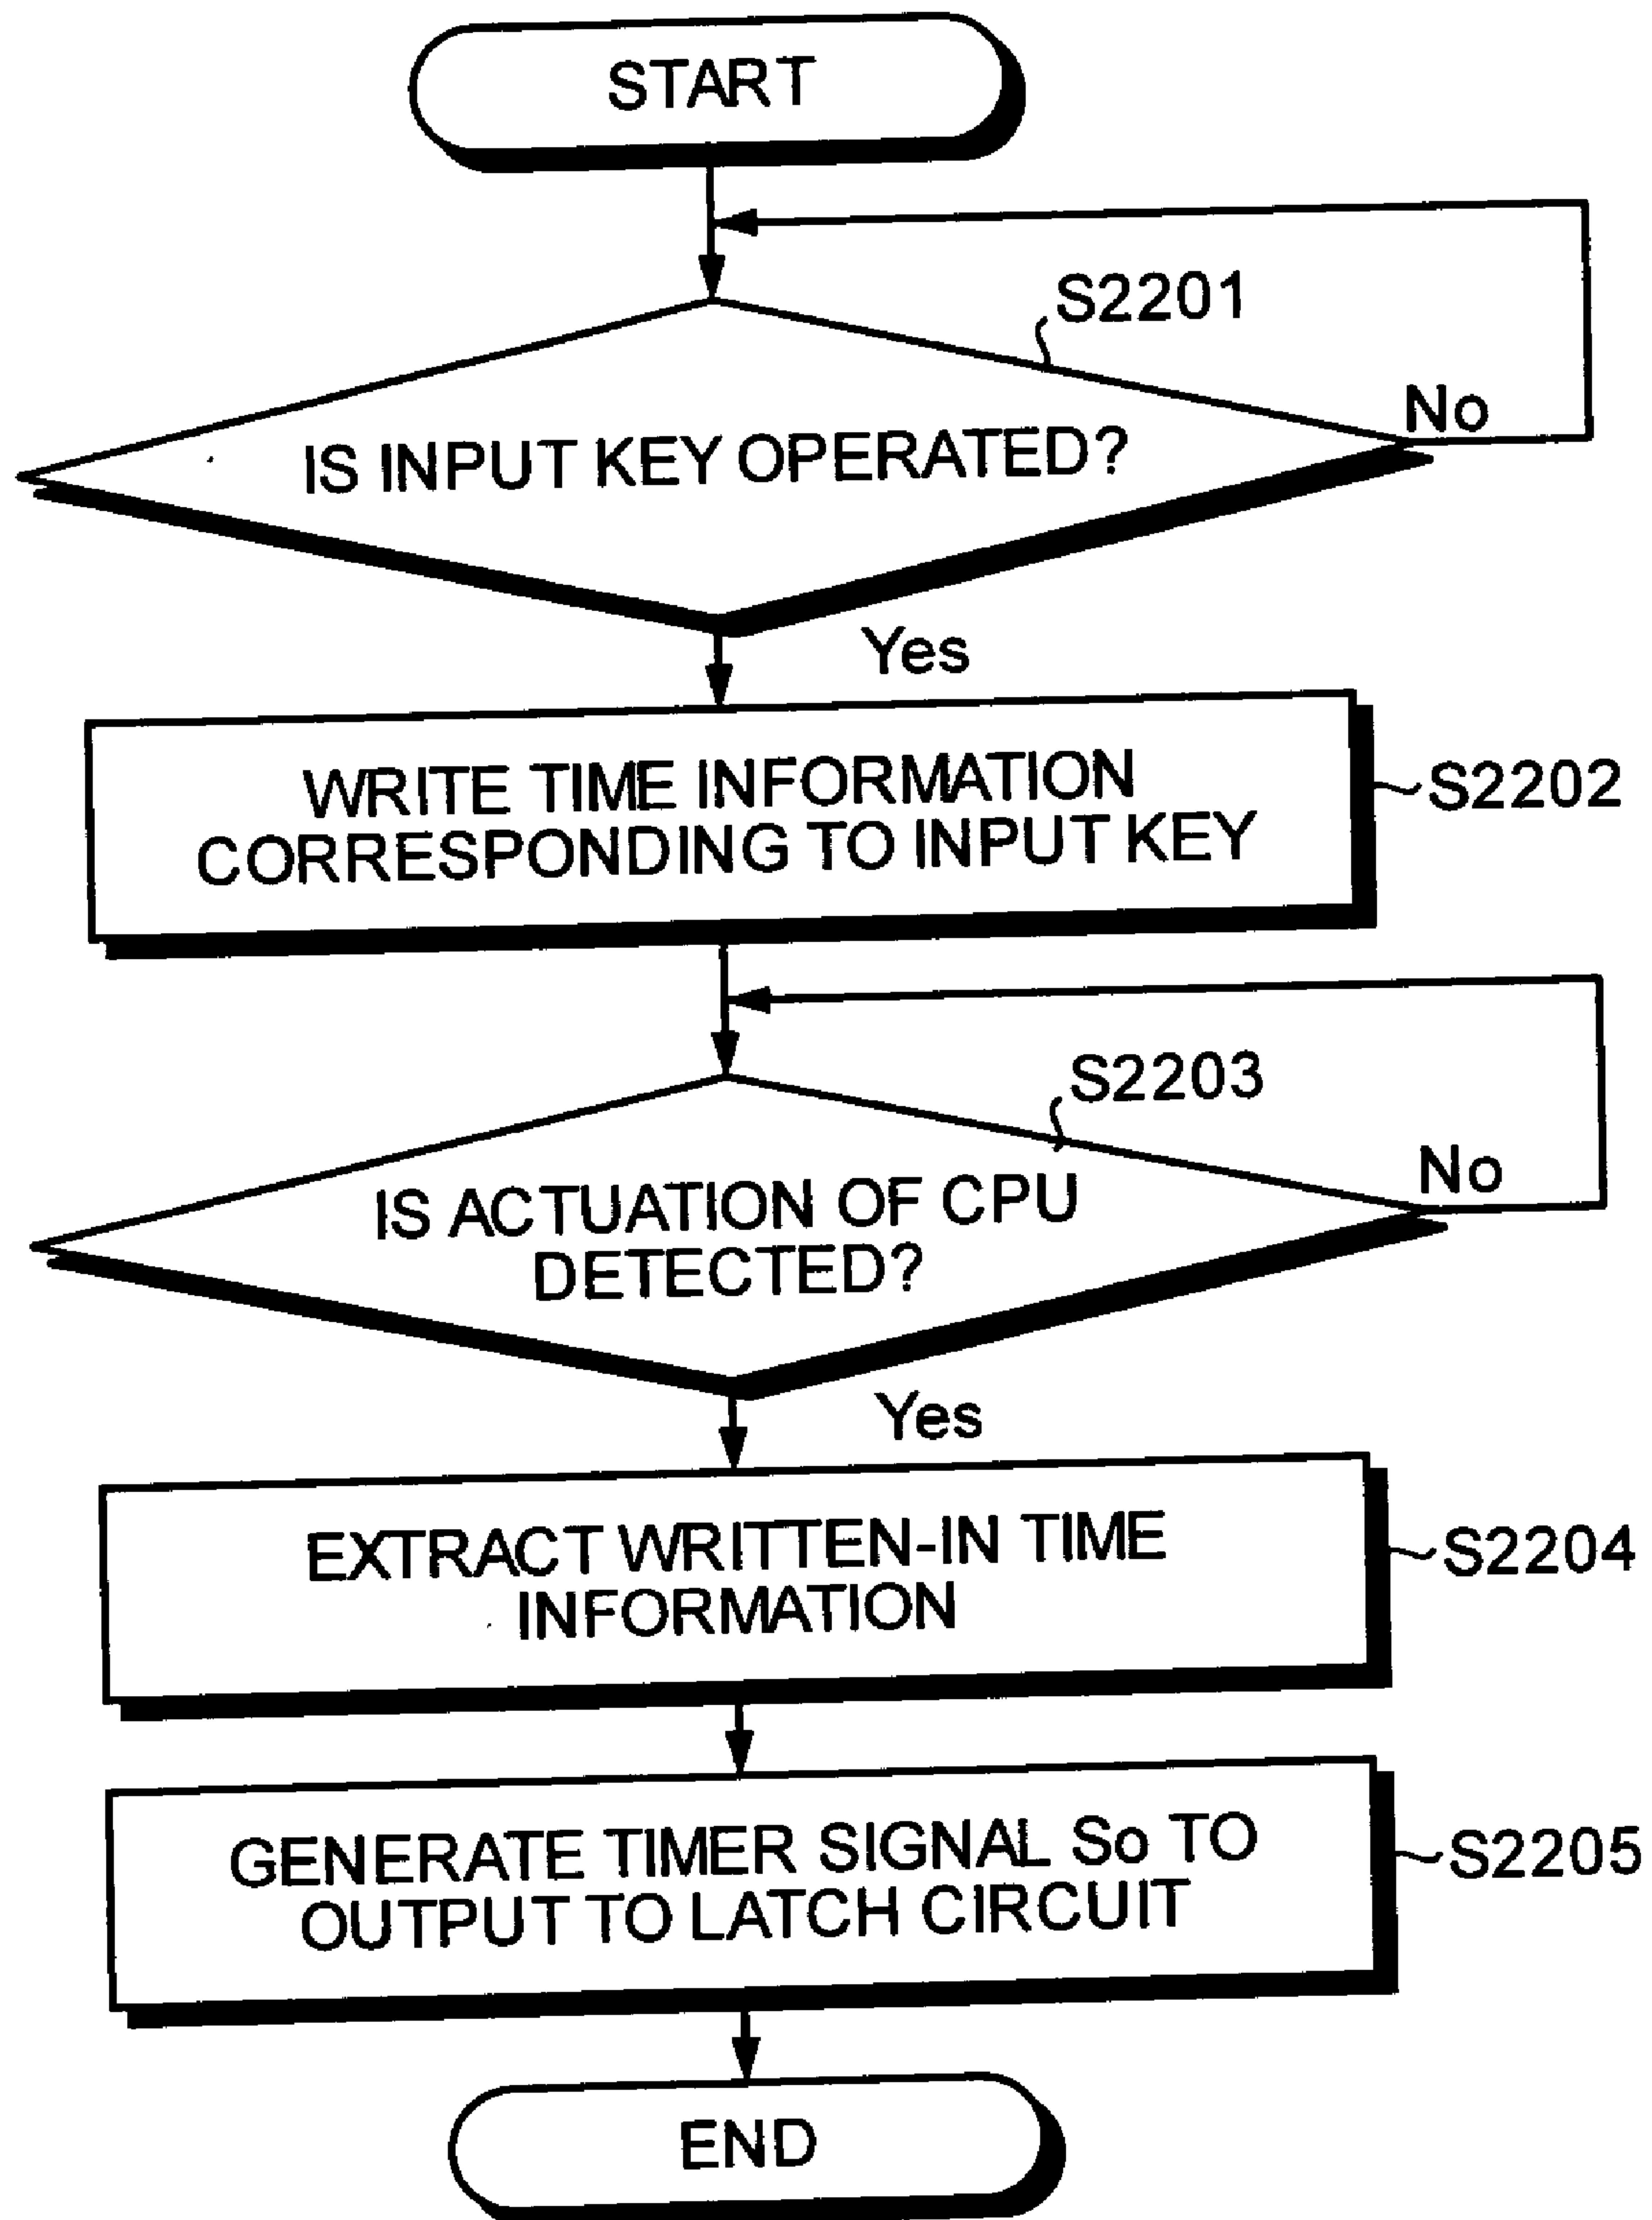 START
S2201
No
IS INPUT KEY OPERATED?
Yes
WRITE TIME INFORMATION
CORRESPONDING TO INPUT KEY
S2202
S2203
No
IS ACTUATION OF CPU
DETECTED?
Yes
EXTRACT WRITTEN-IN TIME
INFORMATION
S2204
GENERATE TIMER SIGNAL So TO
OUTPUT TO LATCH CIRCUIT
S2205
END